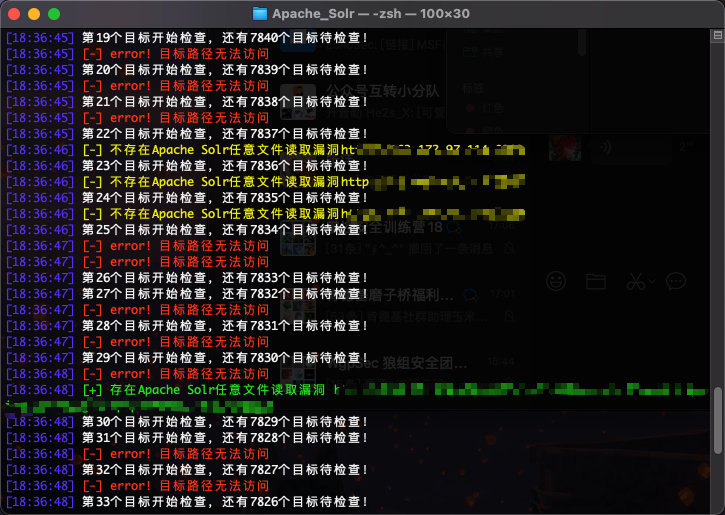 Apache_Solr — -zsh — 100×30
[18:36:45] 第19个目标开始检查，还有7840个目标待检查!
[18:36:45] [-] error! 目标路径无法访问
[18:36:45] 第20个目标开始检查，还有7839个目标待检查!
[18:36:45] [-] error! 目标路径无法访问
[18:36:45] 第21个目标开始检查，还有7838个目标待检查!
[18:36:45] [-] error! 目标路径无法访问
[18:36:45] 第22个目标开始检查，还有7837个目标待检查!
[18:36:46] [-] 不存在Apache Solr任意文件读取漏洞htt
[18:36:46] 第23个目标开始检查，还有7836个目标待检查!
[18:36:46] [-] 不存在Apache Solr任意文件读取漏洞http
[18:36:46] 第24个目标开始检查，还有7835个目标待检查!
[18:36:46] [-] 不存在Apache Solr任意文件读取漏洞h
[18:36:46] 第25个目标开始检查，还有7834个目标待检查!
[18:36:47] [-] error! 目标路径无法访问
[18:36:47] [-] error! 目标路径无法访问
[18:36:47] 第26个目标开始检查，还有7833个目标待检查!
[18:36:47] 第27个目标开始检查，还有7832个目标待检查!
[18:36:47] [-] error! 目标路径无法访问
[18:36:47] 第28个目标开始检查，还有7831个目标待检查!
[18:36:47] [-] error! 目标路径无法访问
[18:36:47] 第29个目标开始检查，还有7830个目标待检查!
[18:36:48] [-] error! 目标路径无法访问
[18:36:48] [+] 存在Apache Solr任意文件读取漏洞 h
[18:36:48] 第30个目标开始检查，还有7829个目标待检查!
[18:36:48] 第31个目标开始检查，还有7828个目标待检查!
[18:36:48] [-] error! 目标路径无法访问
[18:36:48] 第32个目标开始检查，还有7827个目标待检查!
[18:36:48] [-] error! 目标路径无法访问
[18:36:48] 第33个目标开始检查，还有7826个目标待检查!